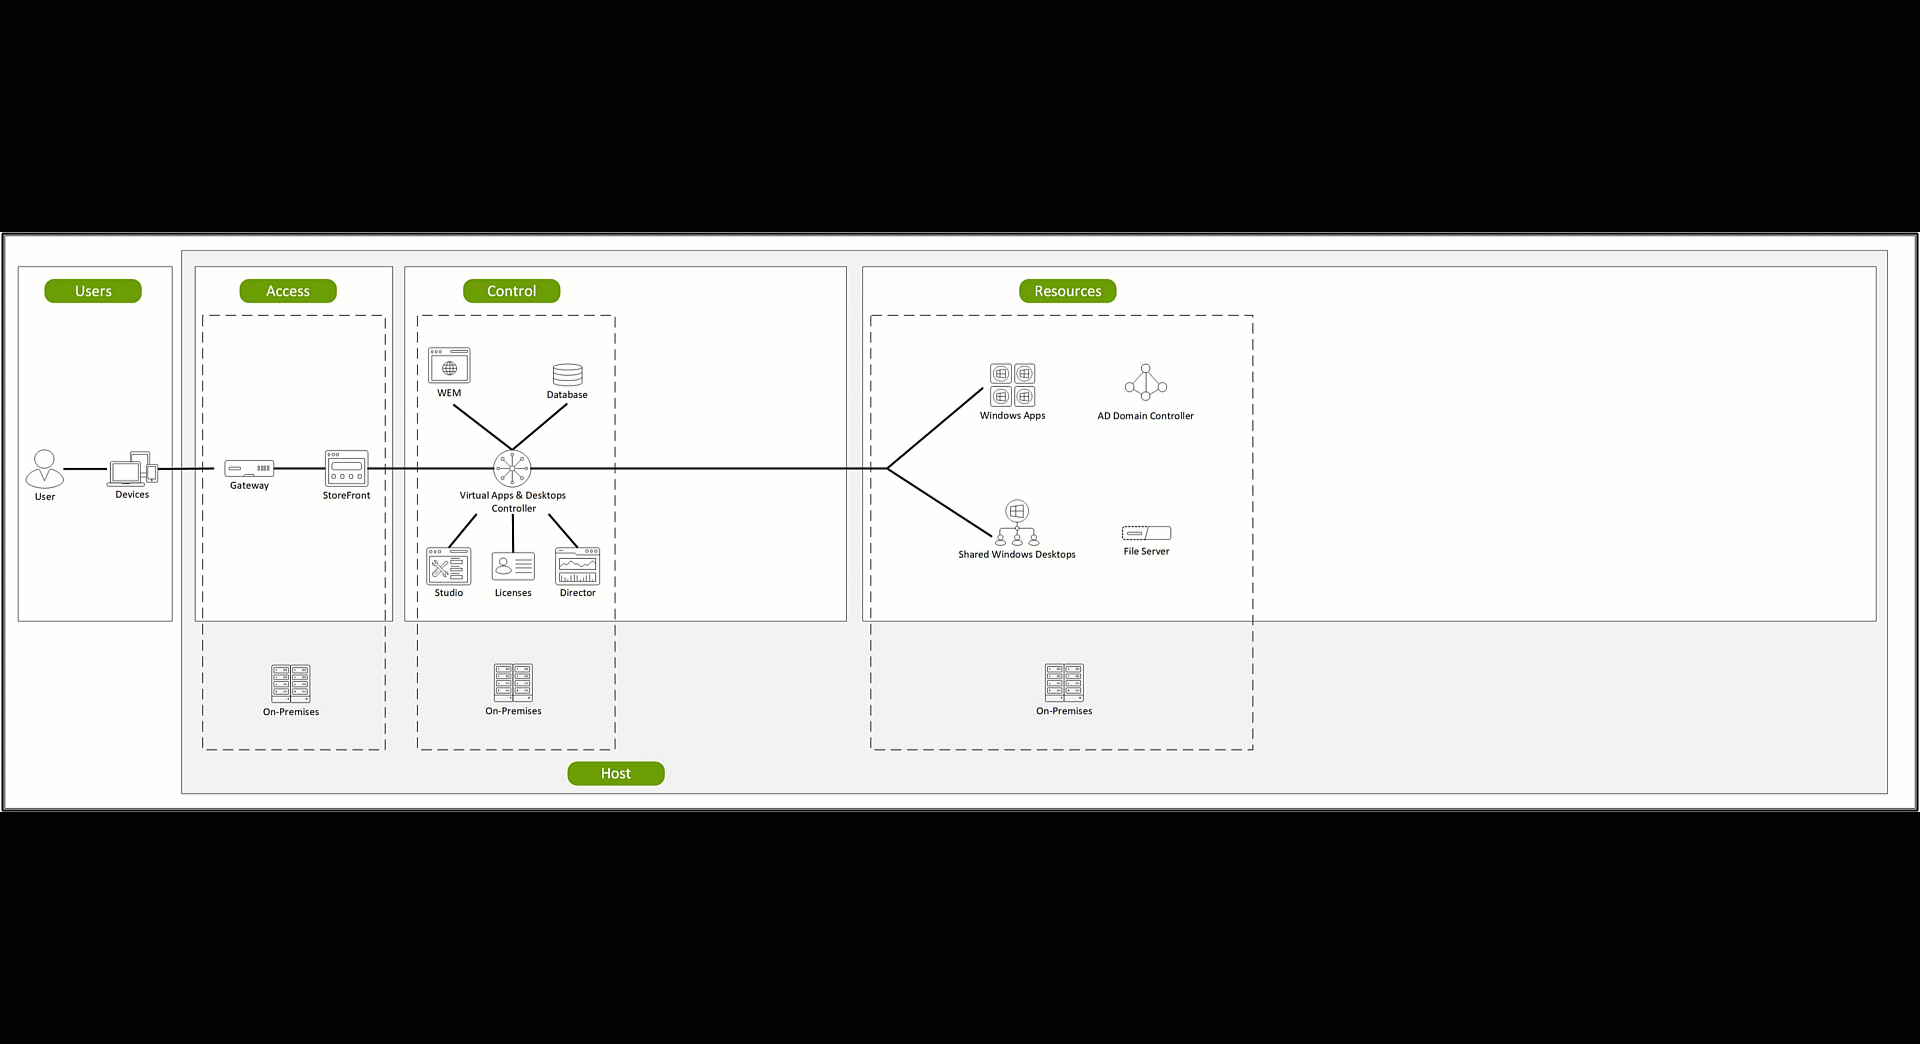 Users
Access
Control
Resources
WEM
Database
Windows Apps
AD Domain Controller
User
Devices
Gateway
StoreFront
Virtual Apps & Desktops
Controller
Shared Windows Desktops
File Server
Studio
Licenses
Director
On-Premises
On-Premises
On-Premises
Host